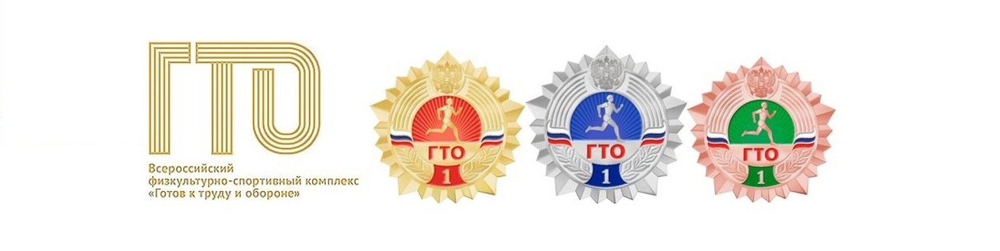 ГТО
Всероссийский
физкультурно-спортивный комплекс
«Готов к труду и обороне»
ГТО
1
ГТО
1
ГТО
1